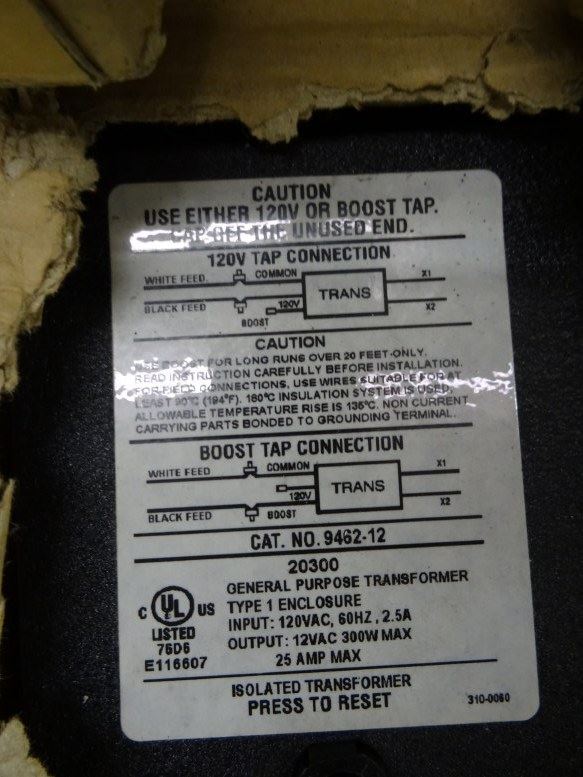 CAUTION
USE EITHER 120V OR BOOST TAP.
CAP OFF THE UNUSED END.
120V TAP CONNECTION
WHITE FEED COMMON X1
TRANS
BLACK FEED 120V X2
BOOST
CAUTION
USE BOOST FOR LONG RUNS OVER 20 FEET ONLY.
READ INSTRUCTION CAREFULLY BEFORE INSTALLATION.
FOR FIELD CONNECTIONS, USE WIRES SUITABLE FOR AT
LEAST 90°C (194°F). 180°C INSULATION SYSTEM IS USED,
ALLOWABLE TEMPERATURE RISE IS 135°C. NON CURRENT
CARRYING PARTS BONDED TO GROUNDING TERMINAL.
BOOST TAP CONNECTION
WHITE FEED COMMON X1
TRANS
120V X2
BLACK FEED BOOST
CAT. NO. 9462-12
20300
GENERAL PURPOSE TRANSFORMER
C UL US TYPE 1 ENCLOSURE
INPUT: 120VAC, 60HZ, 2.5A
LISTED
76D6 OUTPUT: 12VAC 300W MAX
E116607 25 AMP MAX
ISOLATED TRANSFORMER
PRESS TO RESET 310-0060